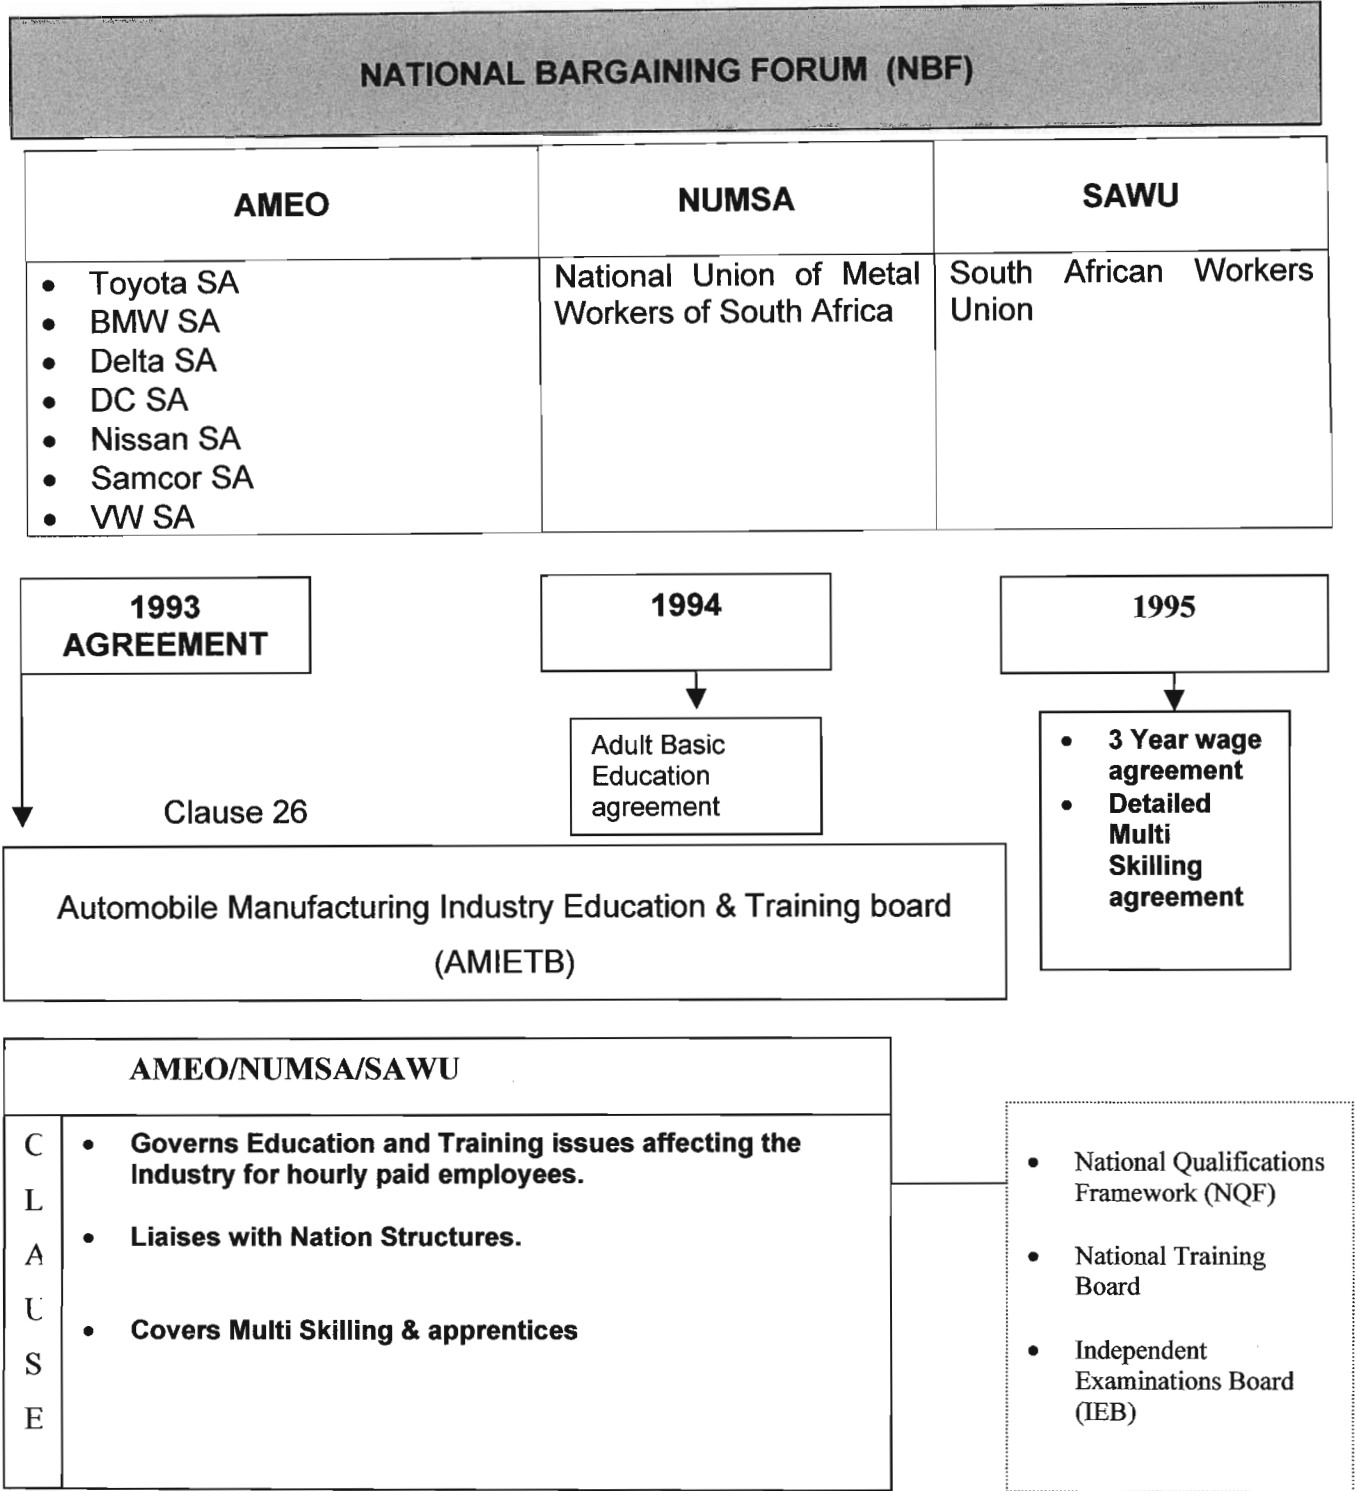 NATIONAL BARGAINING FORUM (NBF)
AMEO
NUMSA
SAWU
• Toyota SA
• BMW SA
• Delta SA
• DC SA
• Nissan SA
• Samcor SA
• VW SA
National Union of Metal
Workers of South Africa
South African Workers
Union
1993
AGREEMENT
1994
1995
Adult Basic
Education
agreement
• 3 Year wage
agreement
• Detailed
Multi
Skilling
agreement
Clause 26
Automobile Manufacturing Industry Education & Training board
(AMIETB)
AMEO/NUMSA/SAWU
C
L
A
U
S
E
• Governs Education and Training issues affecting the
Industry for hourly paid employees.
• Liaises with Nation Structures.
• Covers Multi Skilling & apprentices
• National Qualifications
Framework (NQF)
• National Training
Board
• Independent
Examinations Board
(IEB)